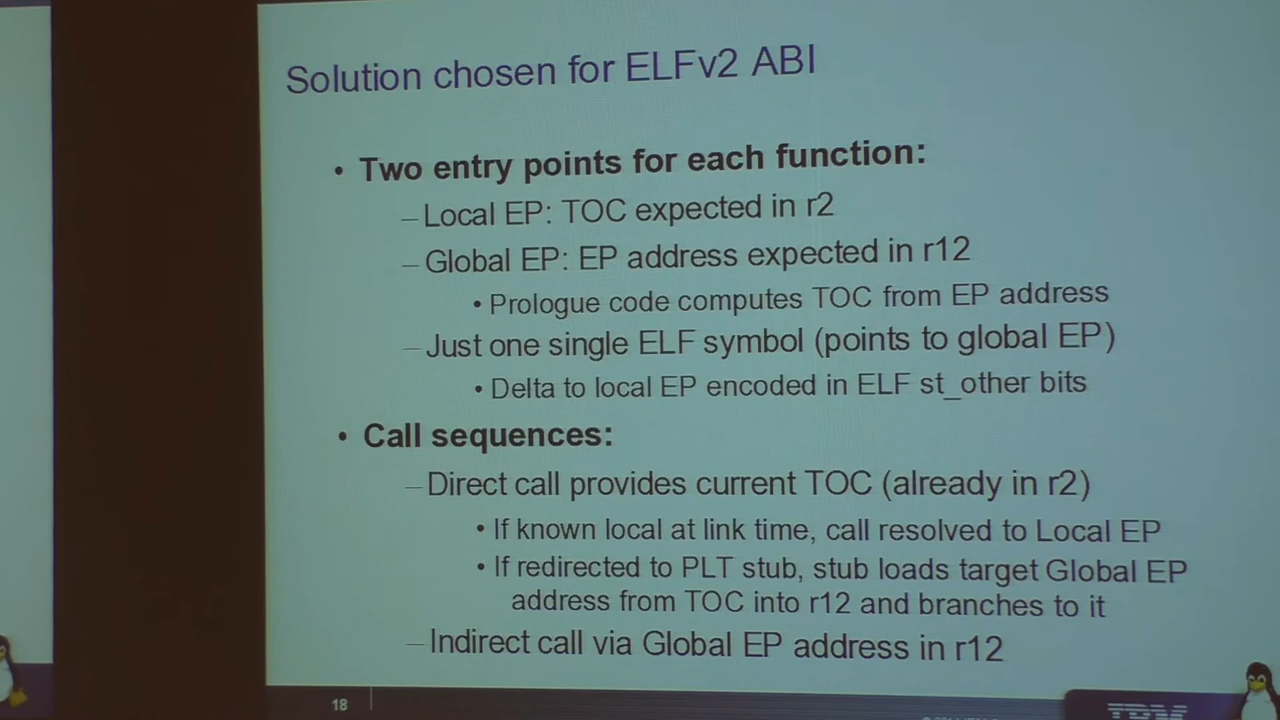 Solution chosen for ELFv2 ABI
• Two entry points for each function:
– Local EP: TOC expected in r2
– Global EP: EP address expected in r12
• Prologue code computes TOC from EP address
– Just one single ELF symbol (points to global EP)
• Delta to local EP encoded in ELF st_other bits
• Call sequences:
– Direct call provides current TOC (already in r2)
• If known local at link time, call resolved to Local EP
• If redirected to PLT stub, stub loads target Global EP
address from TOC into r12 and branches to it
– Indirect call via Global EP address in r12
18
IBM